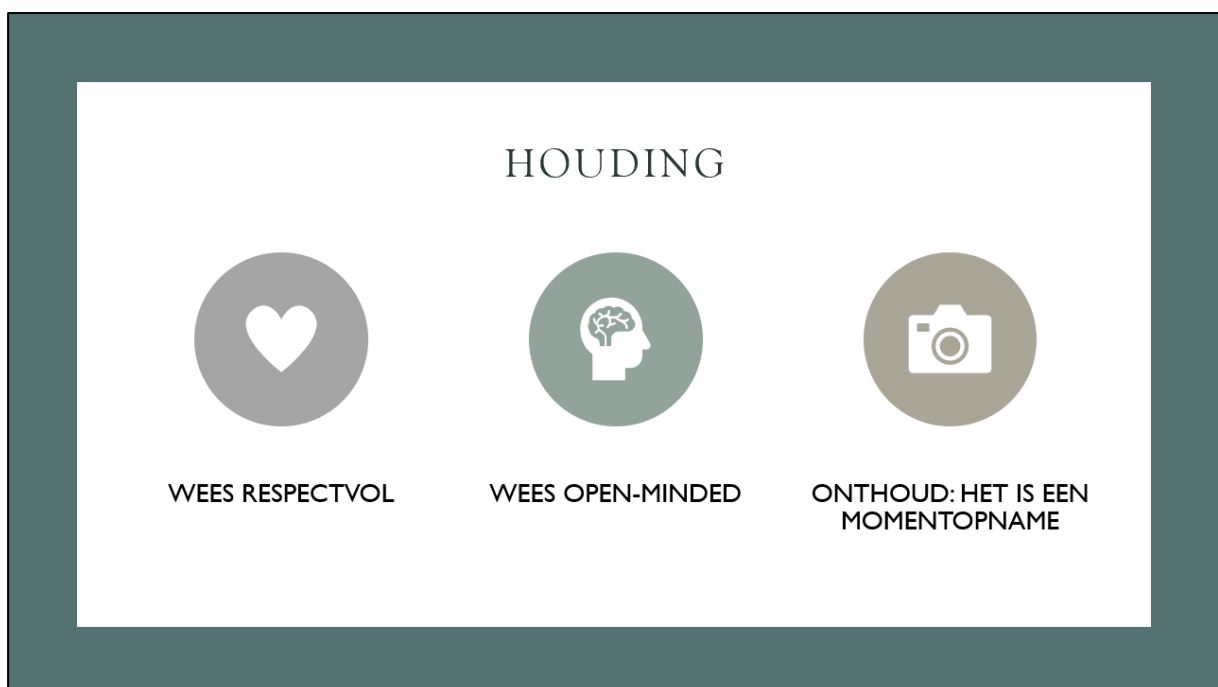 HOUDING
WEES RESPECTVOL
WEES OPEN-MINDED
ONTHOUD: HET IS EEN
MOMENTOPNAME